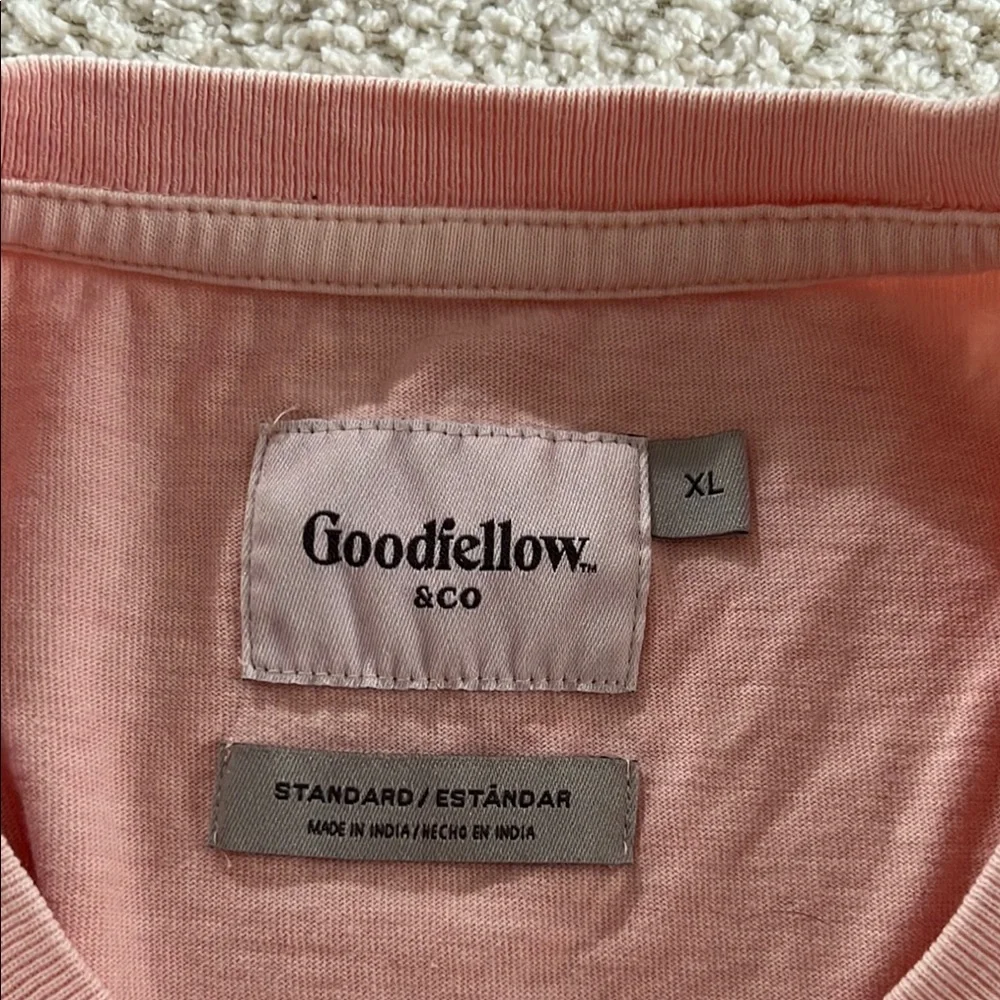 Goodfellow™
&CO
XL
STANDARD/ESTÁNDAR
MADE IN INDIA/HECHO EN INDIA